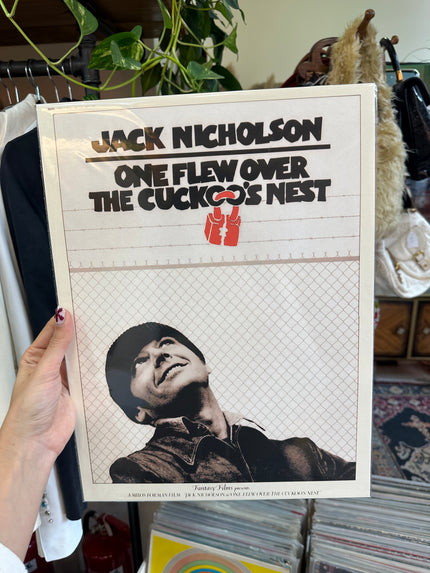 JACK NICHOLSON
ONE FLEW OVER
THE CUCKOO'S NEST
Fantasy Films presents
A MILOS FORMAN FILM JACK NICHOLSON in "ONE FLEW OVER THE CUCKOO'S NEST"